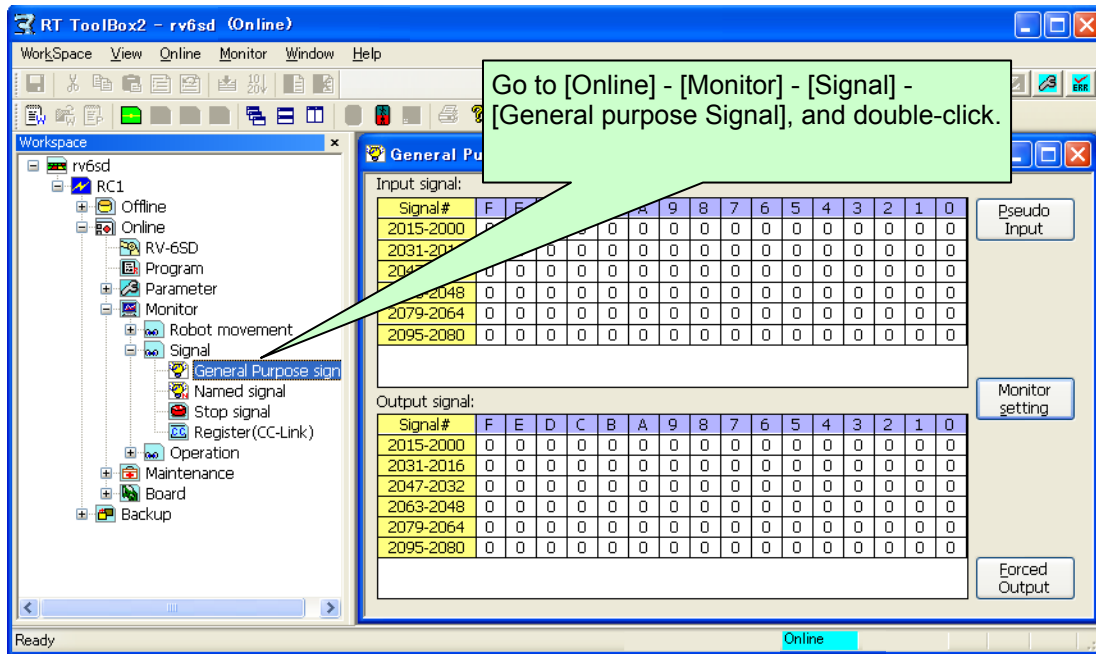 RT ToolBox2 - rv6sd (Online)
WorkSpace View Online Monitor Window Help
Go to [Online] - [Monitor] - [Signal] -
[General purpose Signal], and double-click.
Workspace
rv6sd
RC1
Offline
Online
RV-6SD
Program
Parameter
Monitor
Robot movement
Signal
General Purpose sign
Named signal
Stop signal
Register(CC-Link)
Operation
Maintenance
Board
Backup
General Pu
Input signal:
Signal# F E A 9 8 7 6 5 4 3 2 1 0
2015-2000 0 0 0 0 0 0 0 0 0 0 0 0 0
2031-201 0 0 0 0 0 0 0 0 0 0 0 0 0
2047 0 0 0 0 0 0 0 0 0 0 0 0 0 0 0 0
2048 0 0 0 0 0 0 0 0 0 0 0 0 0 0 0 0
2079-2064 0 0 0 0 0 0 0 0 0 0 0 0 0 0 0 0
2095-2080 0 0 0 0 0 0 0 0 0 0 0 0 0 0 0 0
Pseudo
Input
Monitor
setting
Output signal:
Signal# F E D C B A 9 8 7 6 5 4 3 2 1 0
2015-2000 0 0 0 0 0 0 0 0 0 0 0 0 0 0 0 0
2031-2016 0 0 0 0 0 0 0 0 0 0 0 0 0 0 0 0
2047-2032 0 0 0 0 0 0 0 0 0 0 0 0 0 0 0 0
2063-2048 0 0 0 0 0 0 0 0 0 0 0 0 0 0 0 0
2079-2064 0 0 0 0 0 0 0 0 0 0 0 0 0 0 0 0
2095-2080 0 0 0 0 0 0 0 0 0 0 0 0 0 0 0 0
Forced
Output
Ready
Online